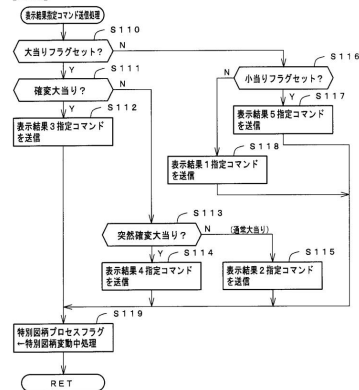 表示結果指定コマンド送信処理
S110
大当りフラグセット?
N
S116
Y
S111
小当りフラグセット?
確変大当り?
N
N
Y
S117
Y
S112
表示結果5指定コマンド
を送信
表示結果3指定コマンド
を送信
S118
表示結果1指定コマンド
を送信
S113
突然確変大当り?
N
(通常大当り)
Y
S114
S115
表示結果4指定コマンド
を送信
表示結果2指定コマンド
を送信
S119
特別図柄プロセスフラグ
←特別図柄変動中処理
RET